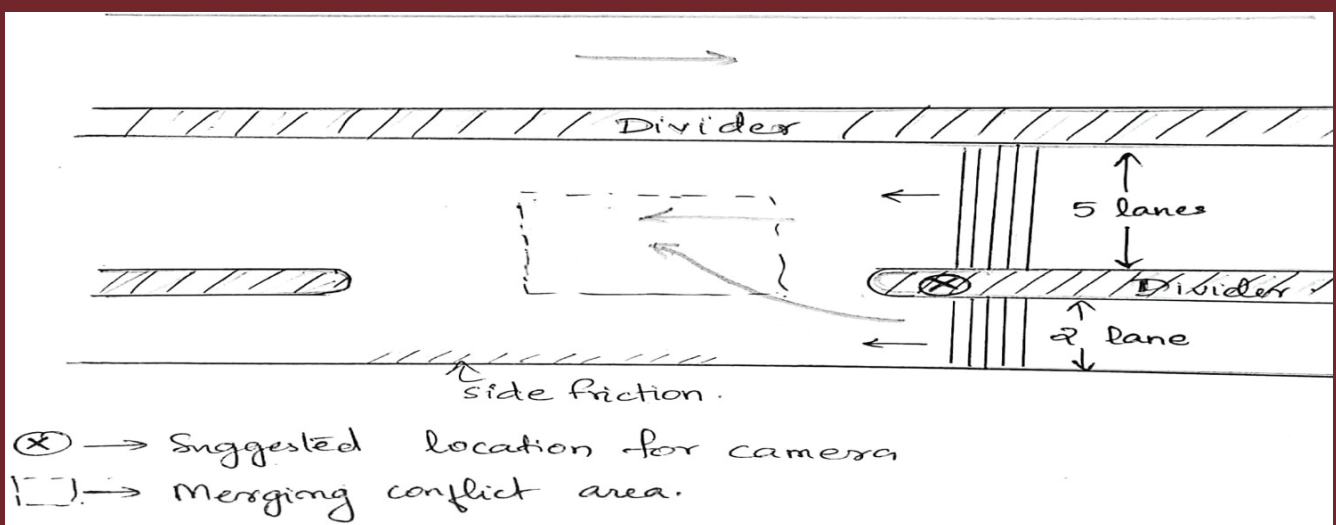 Divider
5 lanes
Divider
2 lane
side friction.
ⓧ → Suggested location for camera
→ Merging conflict area.